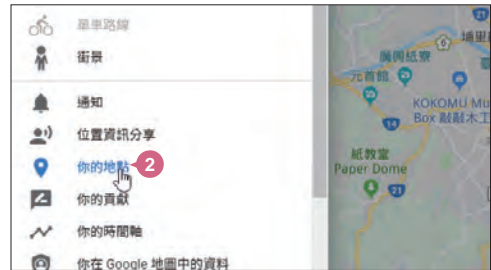 單車路線
街景
通知
位置資訊分享
你的地點
2
你的貢獻
你的時間軸
你在 Google 地圖中的資料
21
6
埔里
廣興紙寮
元首館
KOKOMU Mu
Box 敲敲木工
14
紙教堂
Paper Dome
21